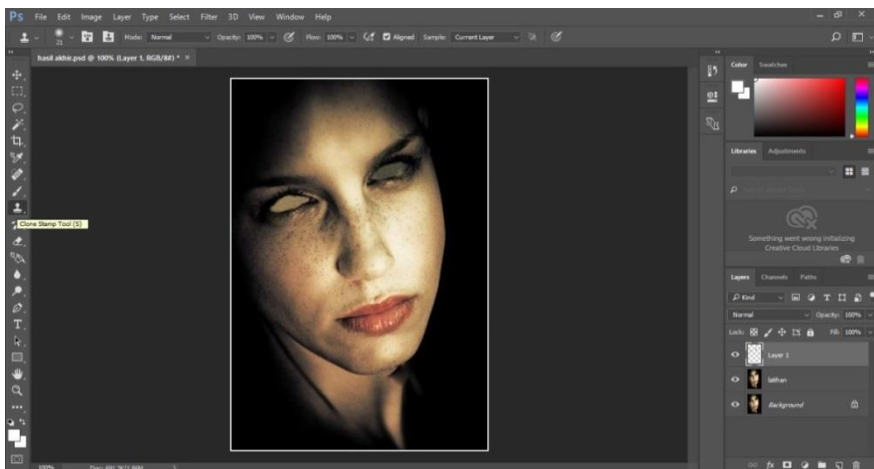 Ps File Edit Image Layer Type Select Filter 3D View Window Help
21 Mode: Normal Opacity: 100% Flow: 100% Aligned Sample: Current Layer
hasil akhir.psd @ 100% (Layer 1, RGB/8#) * ×
Color Swatches
Libraries Adjustments
Something went wrong initializing
Creative Cloud Libraries
Clone Stamp Tool (S)
Layers Channels Paths
Kind
Normal Opacity: 100%
Lock: Fill: 100%
Layer 1
latihan
Background
100%